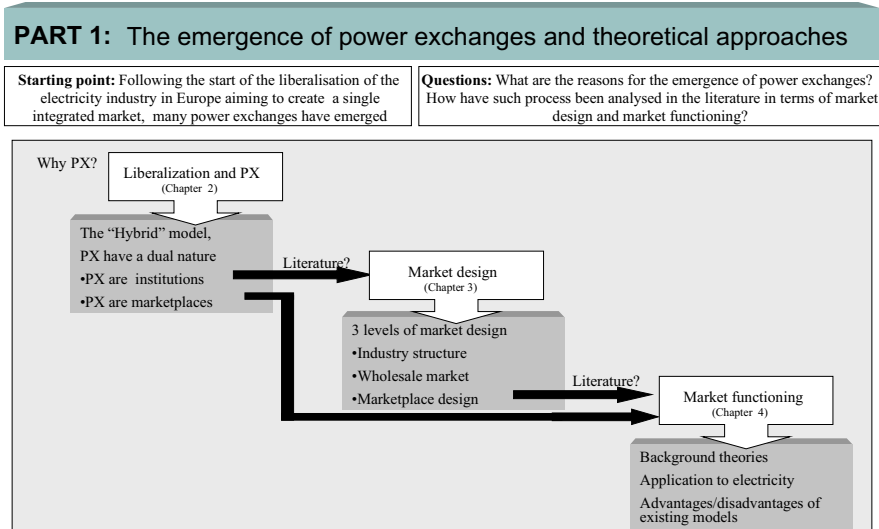 PART 1: The emergence of power exchanges and theoretical approaches
Starting point: Following the start of the liberalisation of the
electricity industry in Europe aiming to create a single
integrated market, many power exchanges have emerged
Questions: What are the reasons for the emergence of power exchanges?
How have such process been analysed in the literature in terms of market
design and market functioning?
Why PX?
Liberalization and PX
(Chapter 2)
The “Hybrid” model,
PX have a dual nature
•PX are institutions
•PX are marketplaces
Literature?
Market design
(Chapter 3)
3 levels of market design
•Industry structure
•Wholesale market
•Marketplace design
Literature?
Market functioning
(Chapter 4)
Background theories
Application to electricity
Advantages/disadvantages of
existing models